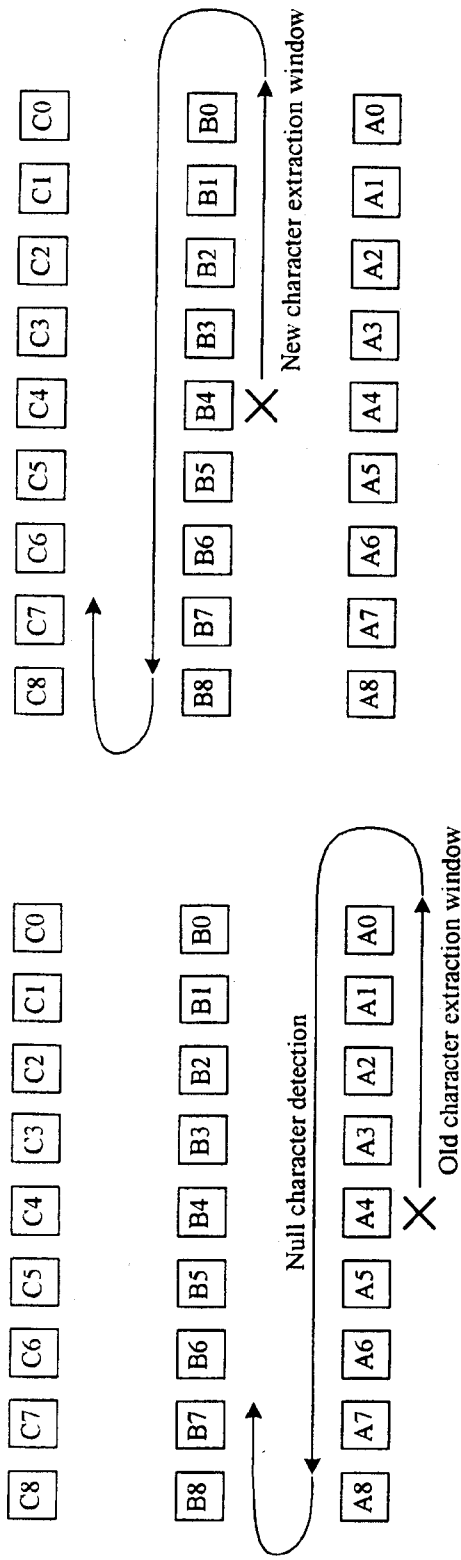 C8 C7 C6 C5 C4 C3 C2 C1 C0
B8 B7 B6 B5 B4 B3 B2 B1 B0
Null character detection
A8 A7 A6 A5 A4 A3 A2 A1 A0
Old character extraction window
C8 C7 C6 C5 C4 C3 C2 C1 C0
B8 B7 B6 B5 B4 B3 B2 B1 B0
New character extraction window
A8 A7 A6 A5 A4 A3 A2 A1 A0